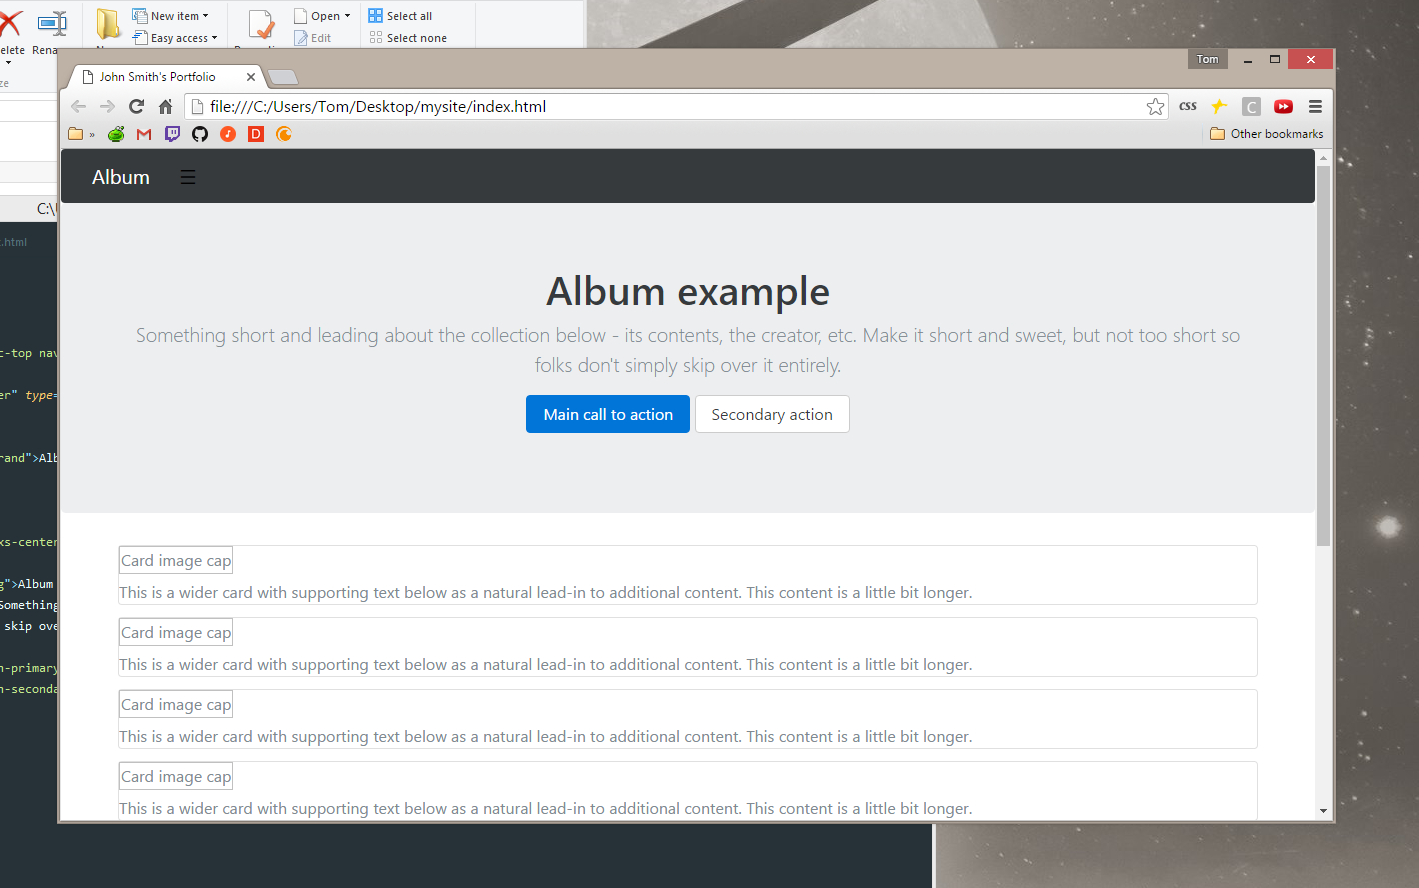 New item
Open
Select all
elete
Rena
Easy access
Edit
Select none
ze
Tom
John Smith's Portfolio
file:///C:/Users/Tom/Desktop/mysite/index.html
css
C
»
D
Other bookmarks
C:\
.html
Album ☰
Album example
Something short and leading about the collection below - its contents, the creator, etc. Make it short and sweet, but not too short so
folks don't simply skip over it entirely.
Main call to action
Secondary action
c-top nav
er" type=
rand">Alb
xs-center
g">Album
Something
skip ove
n-primary
n-seconda
Card image cap
This is a wider card with supporting text below as a natural lead-in to additional content. This content is a little bit longer.
Card image cap
This is a wider card with supporting text below as a natural lead-in to additional content. This content is a little bit longer.
Card image cap
This is a wider card with supporting text below as a natural lead-in to additional content. This content is a little bit longer.
Card image cap
This is a wider card with supporting text below as a natural lead-in to additional content. This content is a little bit longer.